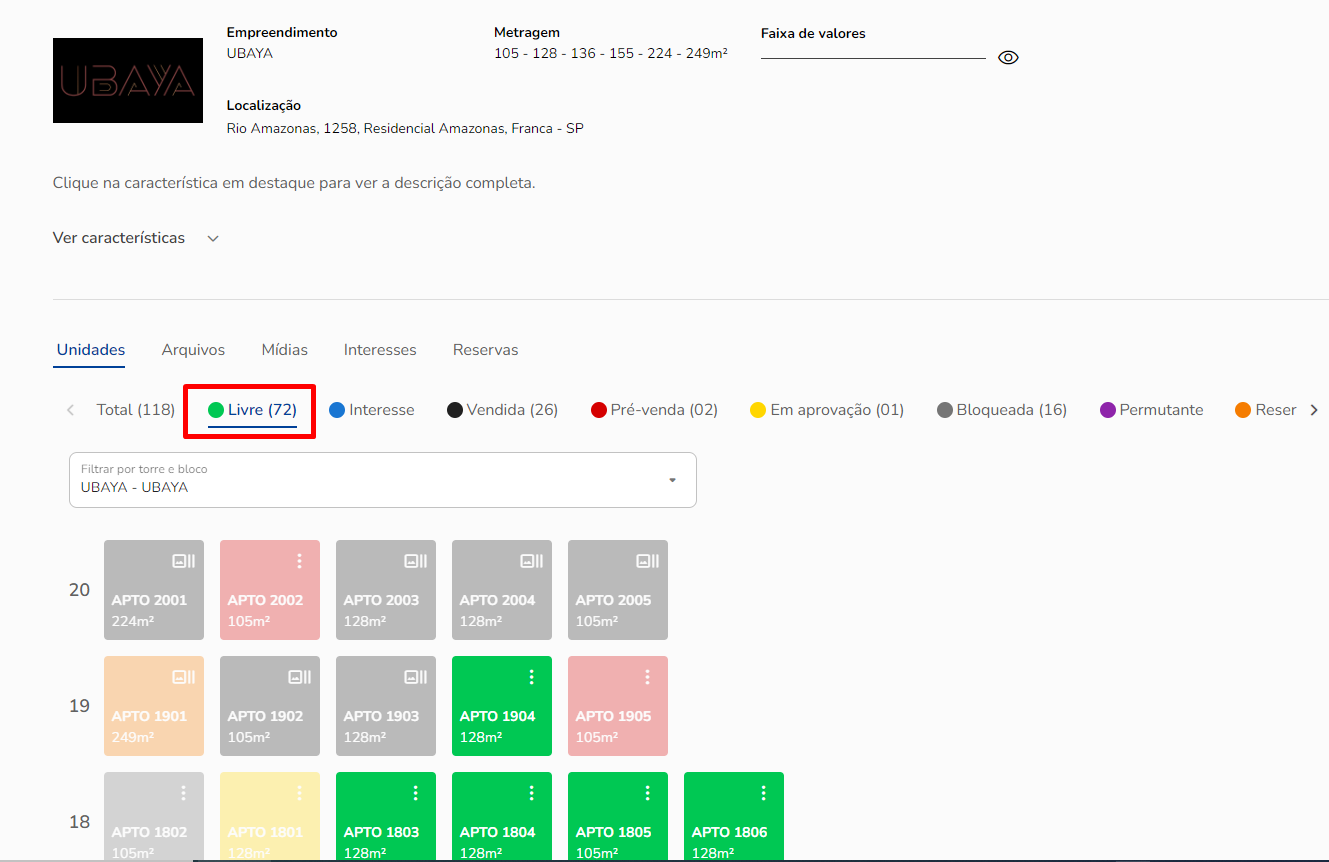 UBAYA
Empreendimento
UBAYA
Metragem
105 - 128 - 136 - 155 - 224 - 249m²
Faixa de valores
Localização
Rio Amazonas, 1258, Residencial Amazonas, Franca - SP
Clique na característica em destaque para ver a descrição completa.
Ver características
Unidades Arquivos Mídias Interesses Reservas
Total (118) Livre (72) Interesse Vendida (26) Pré-venda (02) Em aprovação (01) Bloqueada (16) Permutante Reser
Filtrar por torre e bloco
UBAYA - UBAYA
20
APTO 2001 APTO 2002 APTO 2003 APTO 2004 APTO 2005
224m² 105m² 128m² 128m² 105m²
19
APTO 1901 APTO 1902 APTO 1903 APTO 1904 APTO 1905
249m² 105m² 128m² 128m² 105m²
18
APTO 1802 APTO 1801 APTO 1803 APTO 1804 APTO 1805 APTO 1806
105m² 128m² 128m² 128m² 105m² 128m²